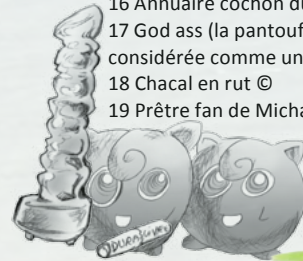 16 Annuaire cochon du
17 God ass (la pantouf
considérée comme un
18 Chacal en rut ©
19 Prêtre fan de Micha